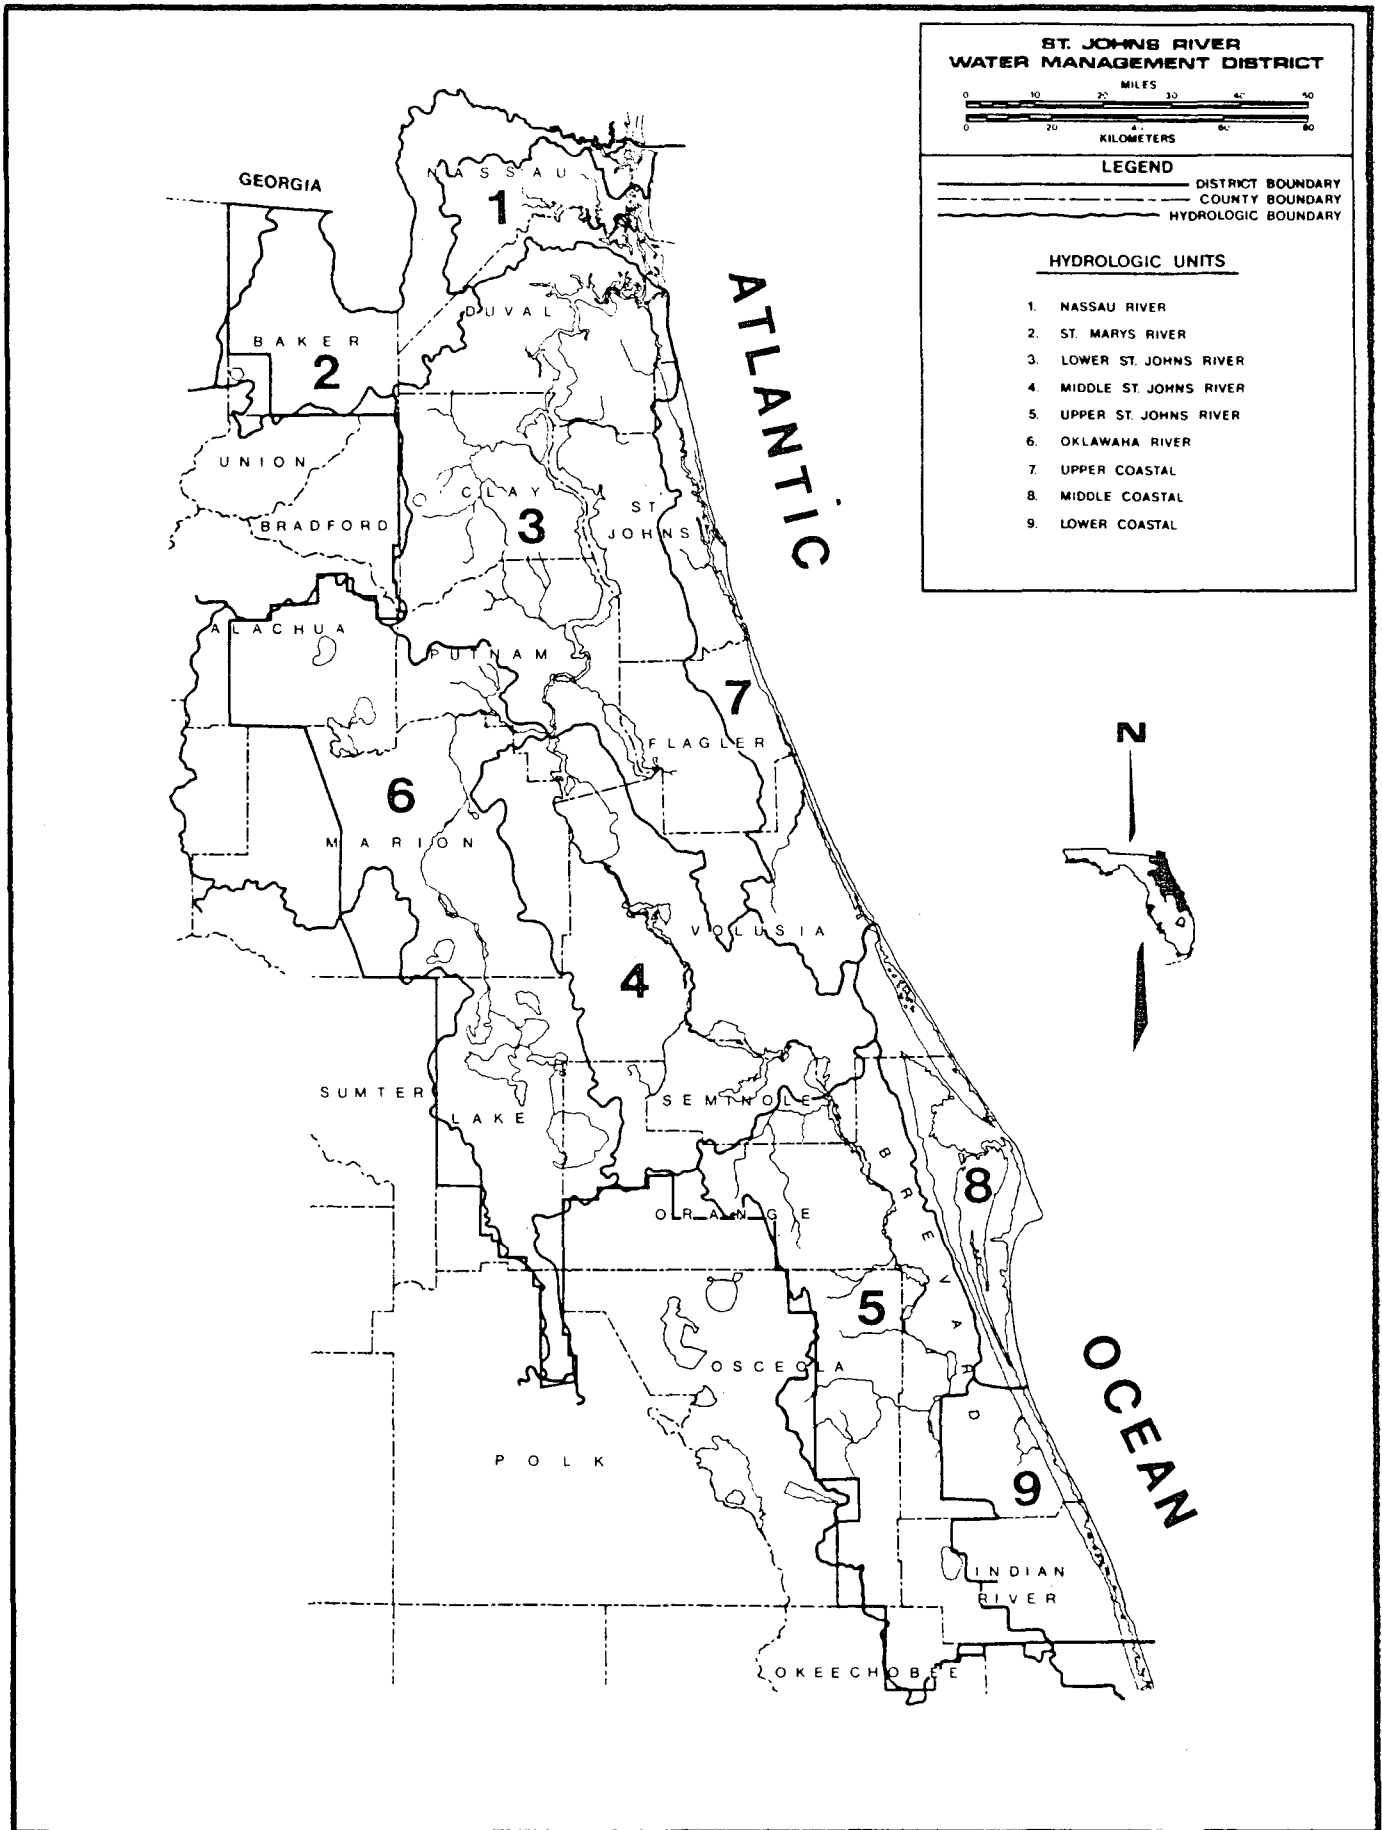 ST. JOHNS RIVER
WATER MANAGEMENT DISTRICT
MILES
0 10 20 30 40 50
0 20 40 60 80
KILOMETERS
LEGEND
DISTRICT BOUNDARY
COUNTY BOUNDARY
HYDROLOGIC BOUNDARY
HYDROLOGIC UNITS
1. NASSAU RIVER
2. ST. MARYS RIVER
3. LOWER ST. JOHNS RIVER
4. MIDDLE ST. JOHNS RIVER
5. UPPER ST. JOHNS RIVER
6. OKLAWAHA RIVER
7. UPPER COASTAL
8. MIDDLE COASTAL
9. LOWER COASTAL
GEORGIA
NASSAU
1
DUVAL
BAKER
2
ATLANTIC
UNION
CLAY
BRADFORD
3
ST
JOHNS
ALACHUA
PUTNAM
7
FLAGLER
N
6
MARION
VOLUSIA
4
SUMTER
LAKE
SEMINOLE
BREVARD
8
ORANGE
5
OSCEOLA
OCEAN
POLK
9
INDIAN
RIVER
OKEECHOBEE